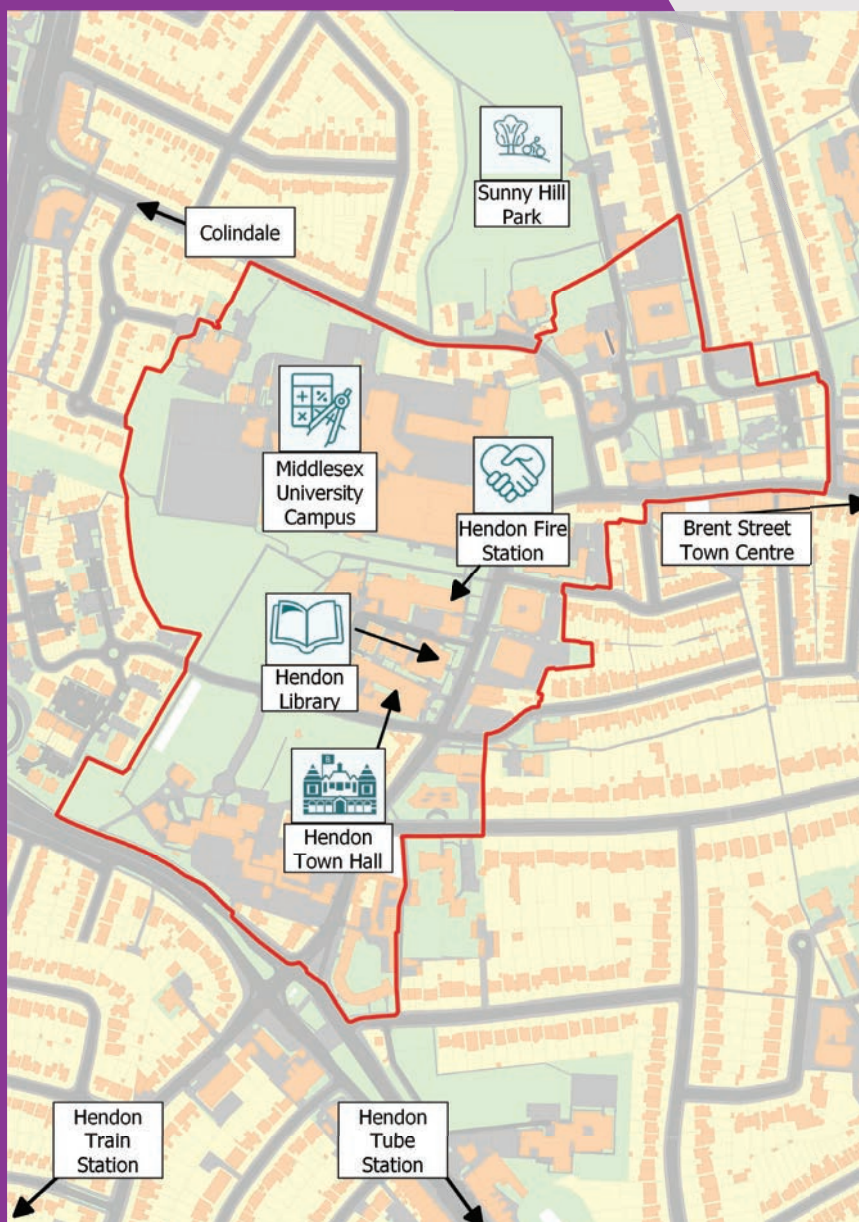 Sunny Hill
Park
Colindale
Middlesex
University
Campus
Hendon Fire
Station
Brent Street
Town Centre
Hendon
Library
Hendon
Town Hall
Hendon
Train
Station
Hendon
Tube
Station